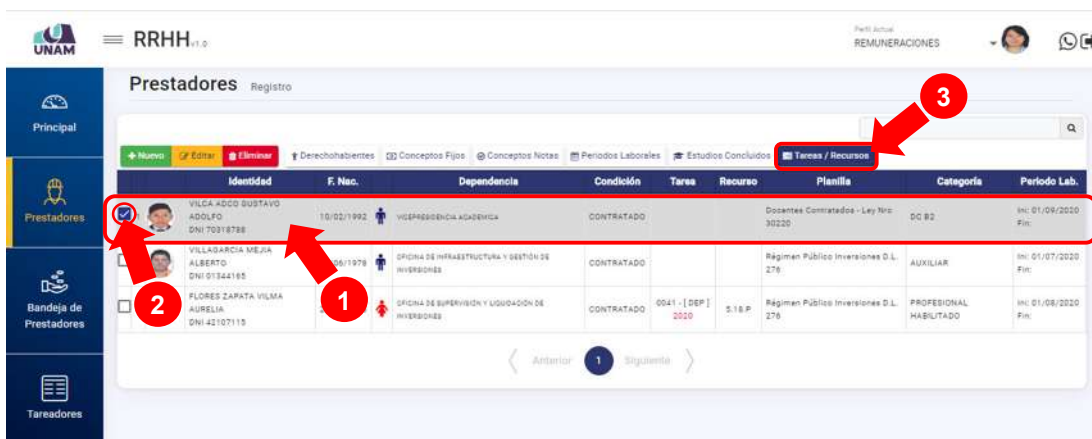 Perfil Actual
UNAM RRHH v1.0 REMUNERACIONES
Prestadores Registro
3
Principal
Nuevo Editar Eliminar Derechohabientes Conceptos Fijos Conceptos Notas Periodos Laborales Estudios Concluidos Tareas / Recursos
Identidad F. Nac. Dependencia Condición Tarea Recurso Planilla Categoría Periodo Lab.
VILCA ADCO GUSTAVO
ADOLFO
DNI 70318788
10/02/1992 VICEPRESIDENCIA ACADEMICA CONTRATADO
Docentes Contratados - Ley Nro.
30220
DC B2
Ini: 01/09/2020
Fin:
Prestadores
VILLAGARCIA MEJIA
ALBERTO
DNI 01344165
/06/1979
OFICINA DE INFRAESTRUCTURA Y GESTIÓN DE
INVERSIONES
CONTRATADO
Régimen Público Inversiones D.L.
276
AUXILIAR
Ini: 01/07/2020
Fin:
2
1
FLORES ZAPATA VILMA
AURELIA
DNI 42107115
OFICINA DE SUPERVISIÓN Y LIQUIDACIÓN DE
INVERSIONES
CONTRATADO
0041 - [ DEP ]
2020
5.18.P
Régimen Público Inversiones D.L.
276
PROFESIONAL
HABILITADO
Ini: 01/08/2020
Fin:
Bandeja de
Prestadores
Anterior 1 Siguiente
Tareadores